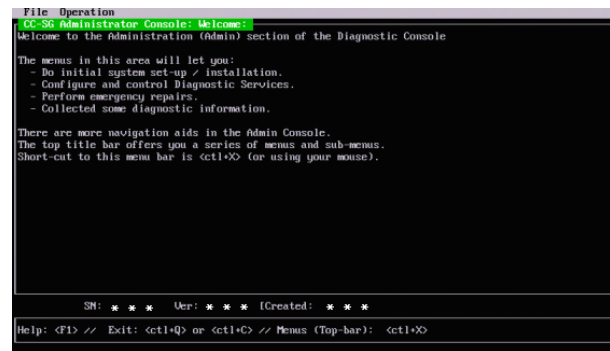 File Operation
CC-SG Administrator Console: Welcome:
Welcome to the Administration (Admin) section of the Diagnostic Console
The menus in this area will let you:
- Do initial system set-up / installation.
- Configure and control Diagnostic Services.
- Perform emergency repairs.
- Collected some diagnostic information.
There are more navigation aids in the Admin Console.
The top title bar offers you a series of menus and sub-menus.
Short-cut to this menu bar is <ctl+X> (or using your mouse).
SN: * * * Ver: * * * [Created: * * *
Help: <F1> // Exit: <ctl+Q> or <ctl+C> // Menus (Top-bar): <ctl+X>